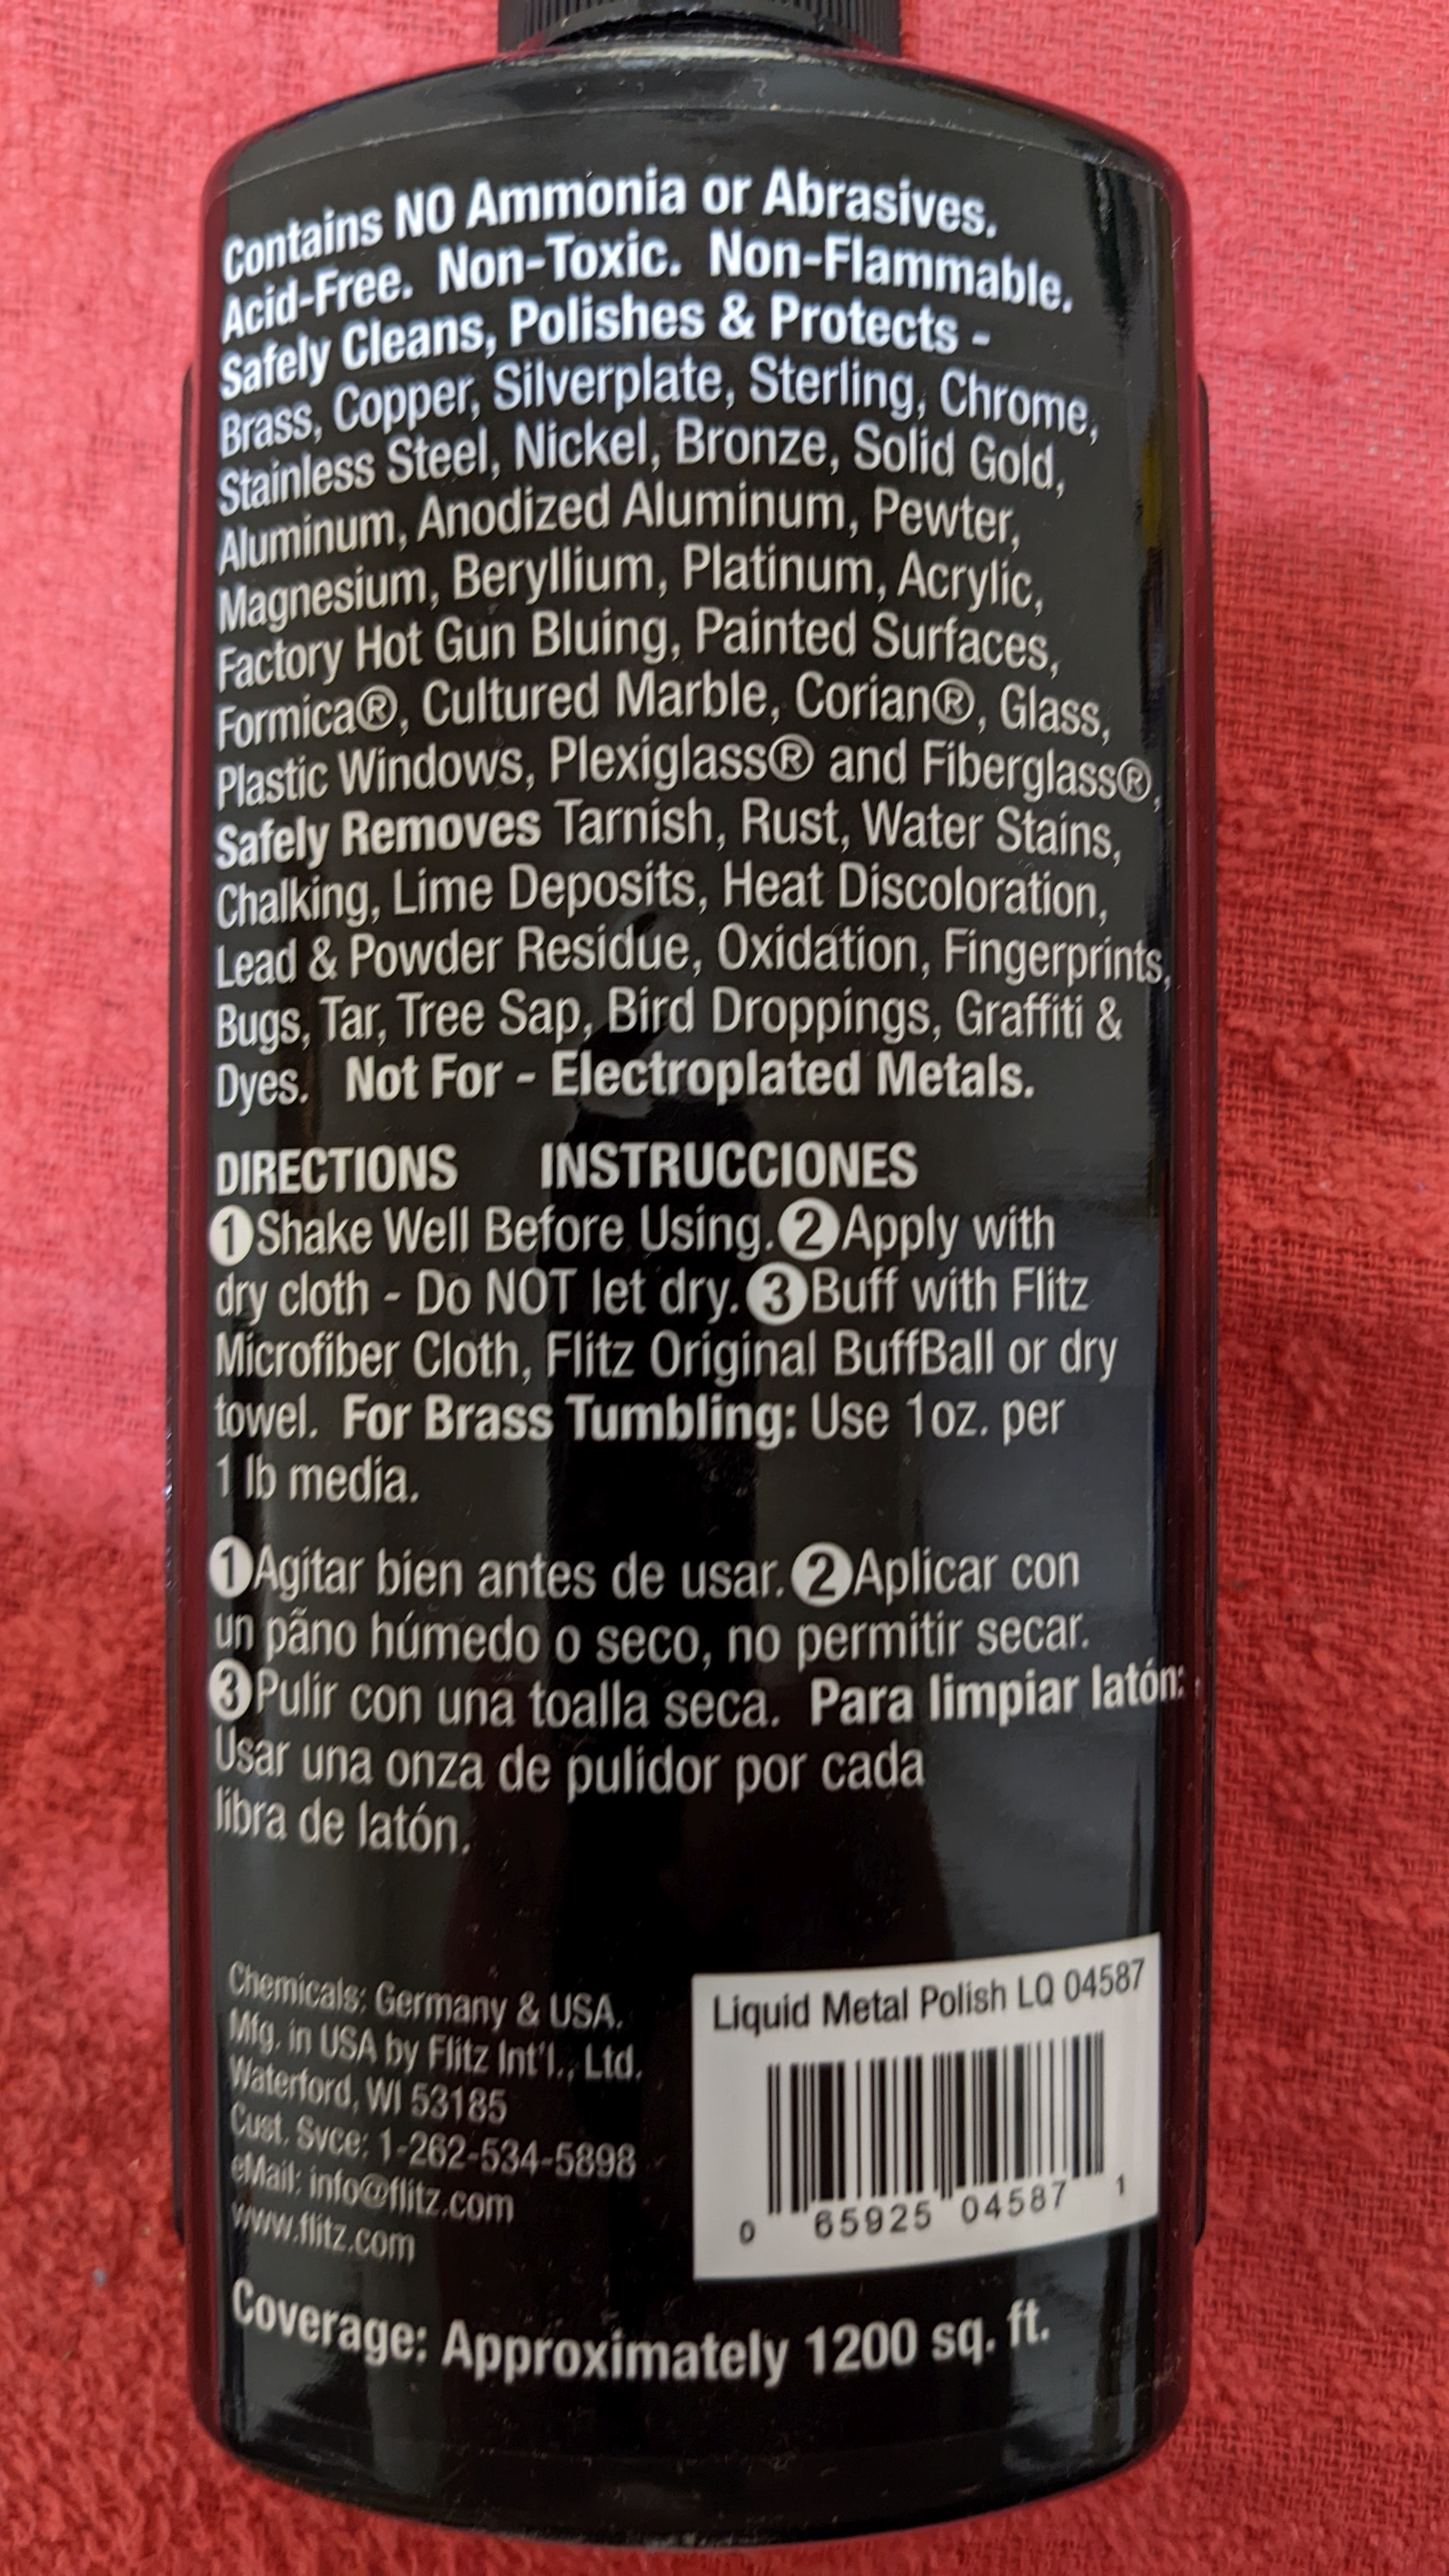 Contains NO Ammonia or Abrasives.
Acid-Free. Non-Toxic. Non-Flammable.
Safely Cleans, Polishes & Protects -
Brass, Copper, Silverplate, Sterling, Chrome,
Stainless Steel, Nickel, Bronze, Solid Gold,
Aluminum, Anodized Aluminum, Pewter,
Magnesium, Beryllium, Platinum, Acrylic,
Factory Hot Gun Bluing, Painted Surfaces,
Formica®, Cultured Marble, Corian®, Glass,
Plastic Windows, Plexiglass® and Fiberglass®,
Safely Removes Tarnish, Rust, Water Stains,
Chalking, Lime Deposits, Heat Discoloration,
Lead & Powder Residue, Oxidation, Fingerprints,
Bugs, Tar, Tree Sap, Bird Droppings, Graffiti &
Dyes. Not For - Electroplated Metals.
DIRECTIONS INSTRUCCIONES
1 Shake Well Before Using. 2 Apply with
dry cloth - Do NOT let dry. 3 Buff with Flitz
Microfiber Cloth, Flitz Original BuffBall or dry
towel. For Brass Tumbling: Use 1oz. per
1 lb media.
1 Agitar bien antes de usar. 2 Aplicar con
un pãno húmedo o seco, no permitir secar.
3 Pulir con una toalla seca. Para limpiar latón:
Usar una onza de pulidor por cada
libra de latón.
Chemicals: Germany & USA.
Mfg. in USA by Flitz Int'l., Ltd.
Waterford, WI 53185
Cust. Svce: 1-262-534-5898
eMail: info@flitz.com
www.flitz.com
Liquid Metal Polish LQ 04587
0 65925 04587 1
Coverage: Approximately 1200 sq. ft.